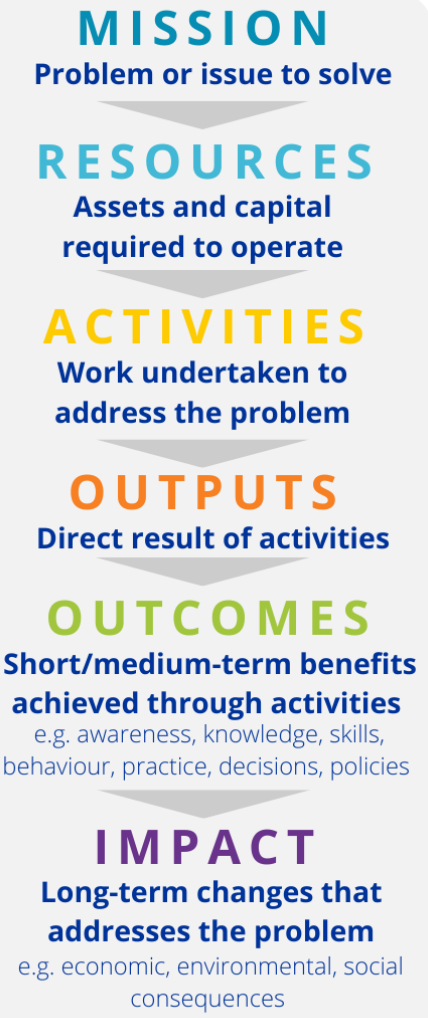 MISSION
Problem or issue to solve
RESOURCES
Assets and capital
required to operate
ACTIVITIES
Work undertaken to
address the problem
OUTPUTS
Direct result of activities
OUTCOMES
Short/medium-term benefits
achieved through activities
e.g. awareness, knowledge, skills,
behaviour, practice, decisions, policies
IMPACT
Long-term changes that
addresses the problem
e.g. economic, environmental, social
consequences